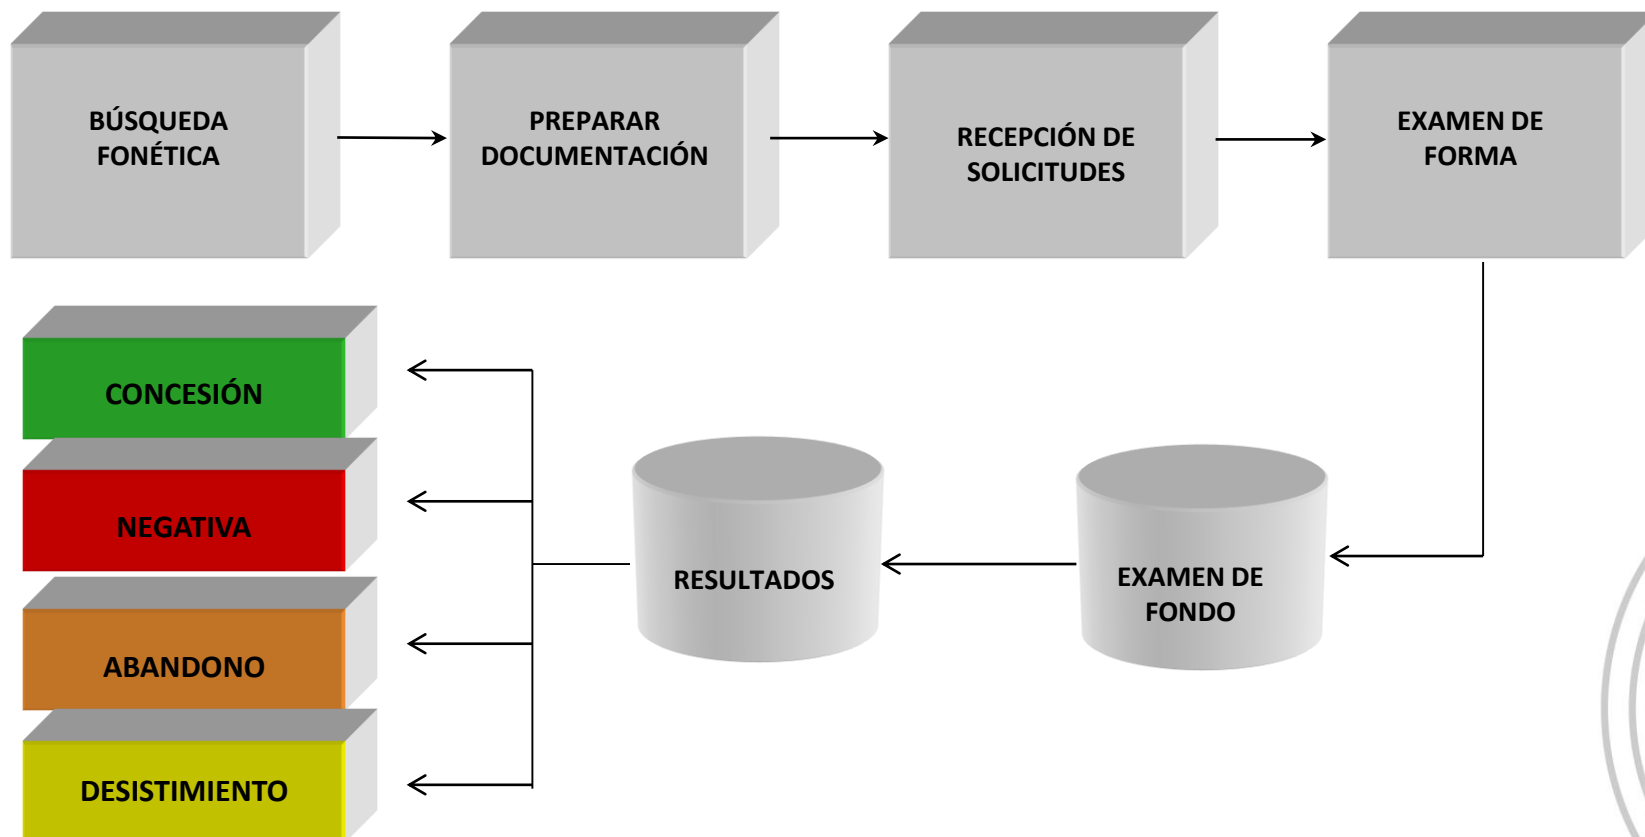 BÚSQUEDA
FONÉTICA
PREPARAR
DOCUMENTACIÓN
RECEPCIÓN DE
SOLICITUDES
EXAMEN DE
FORMA
CONCESIÓN
NEGATIVA
ABANDONO
DESISTIMIENTO
RESULTADOS
EXAMEN DE
FONDO